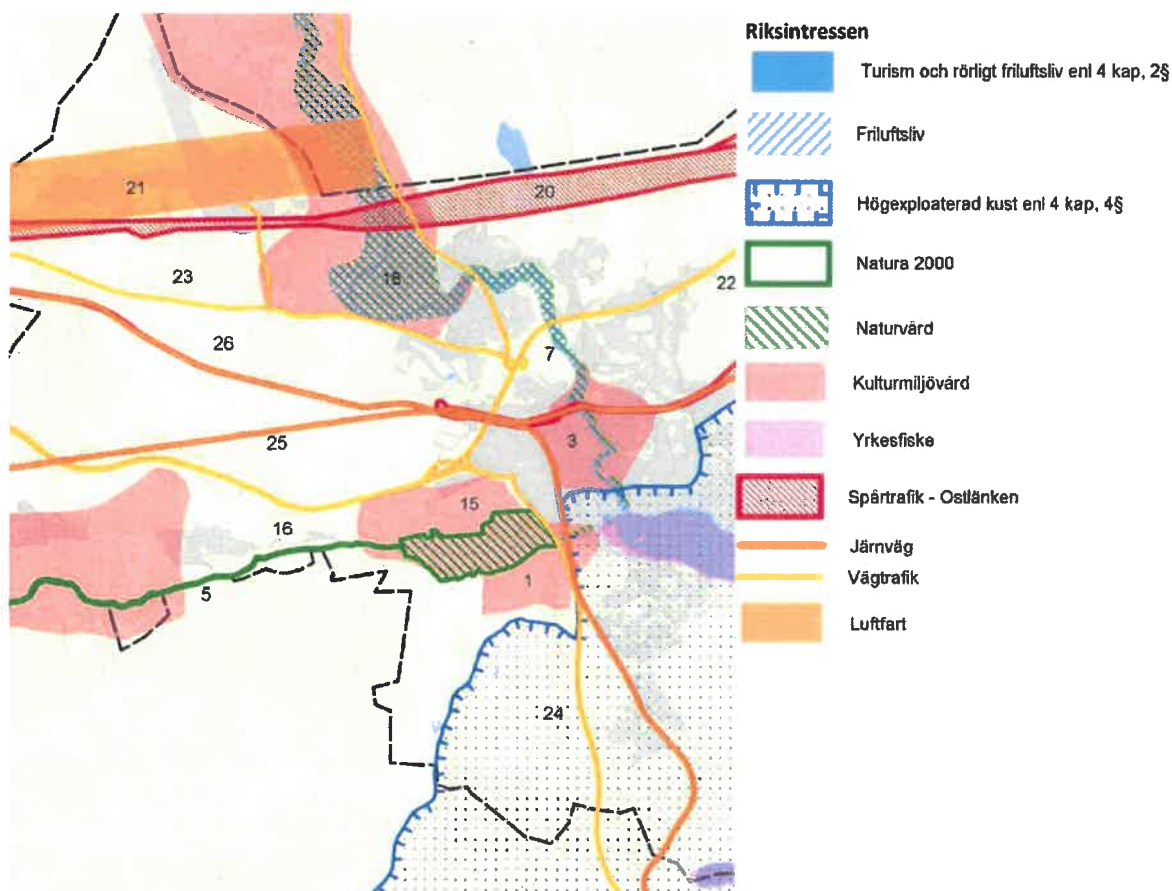 Riksintressen
Turism och rörligt friluftsliv enl 4 kap, 2§
Friluftsliv
Högexploaterad kust enl 4 kap, 4§
Natura 2000
Naturvård
Kulturmiljövård
Yrkesfiske
Spårtrafik - Ostlänken
Järnväg
Vägtrafik
Luftfart
21
20
23
18
22
26
7
25
3
15
16
5
1
24